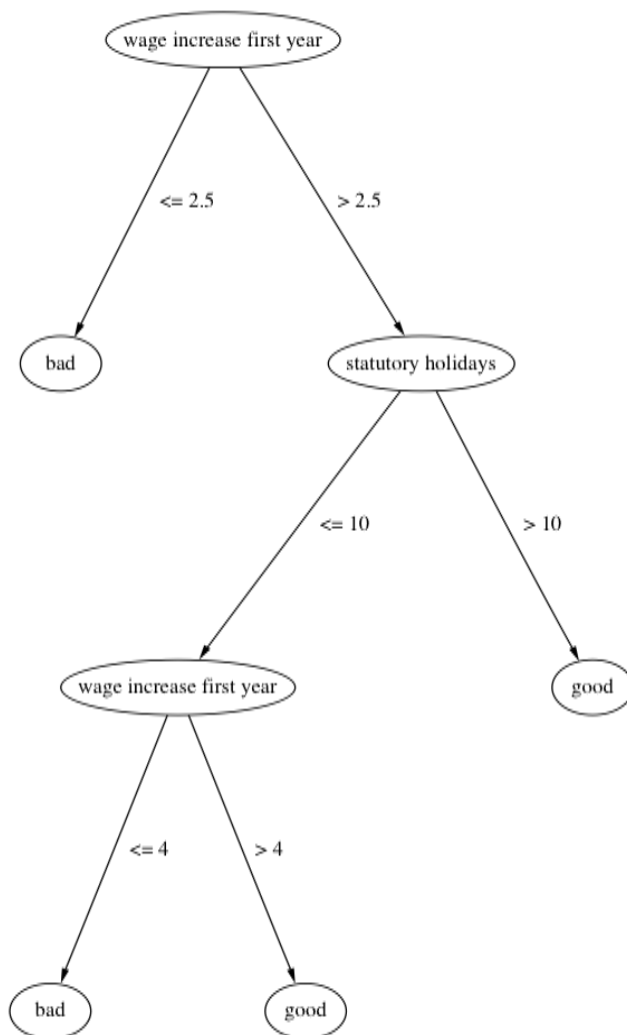 wage increase first year
<= 2.5
> 2.5
bad
statutory holidays
<= 10
> 10
wage increase first year
good
<= 4
> 4
bad
good